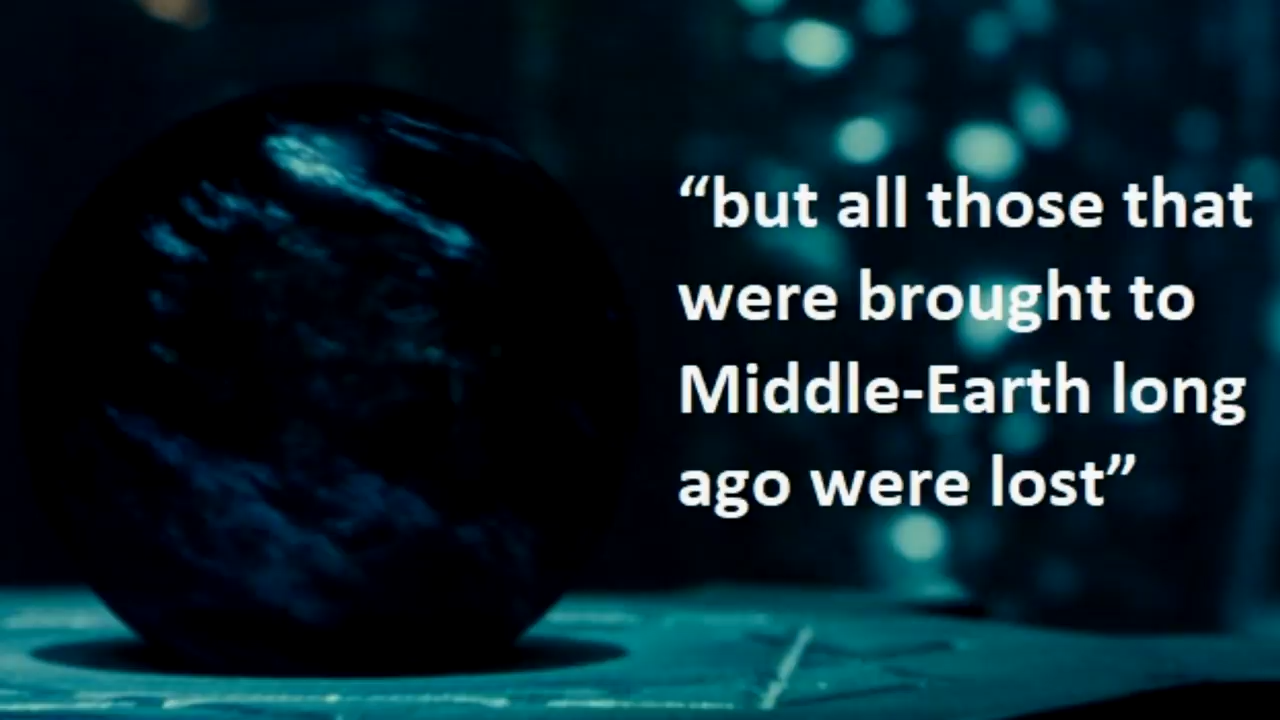 “but all those that
were brought to
Middle-Earth long
ago were lost”